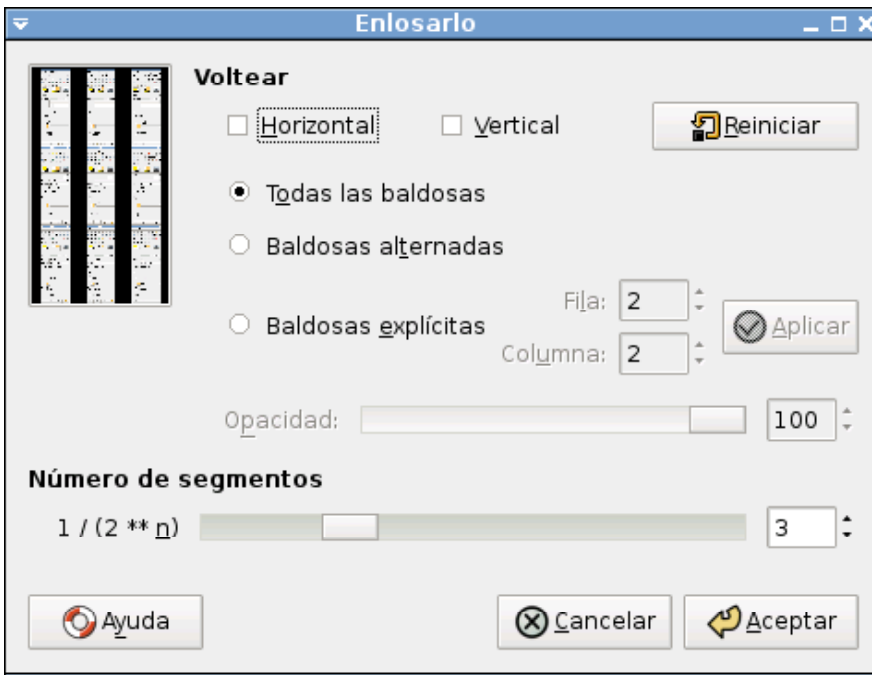 Enlosarlo
Voltear
Horizontal
Vertical
Reiniciar
Todas las baldosas
Baldosas alternadas
Baldosas explícitas
Fila: 2
Columna: 2
Aplicar
Opacidad: 100
Número de segmentos
1 / (2 ** n) 3
Ayuda
Cancelar
Aceptar